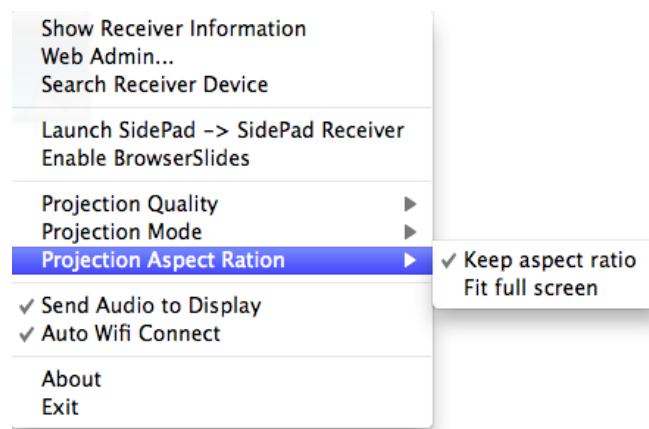 Show Receiver Information
Web Admin...
Search Receiver Device
Launch SidePad -> SidePad Receiver
Enable BrowserSlides
Projection Quality
Projection Mode
Projection Aspect Ration
Keep aspect ratio
Fit full screen
Send Audio to Display
Auto Wifi Connect
About
Exit